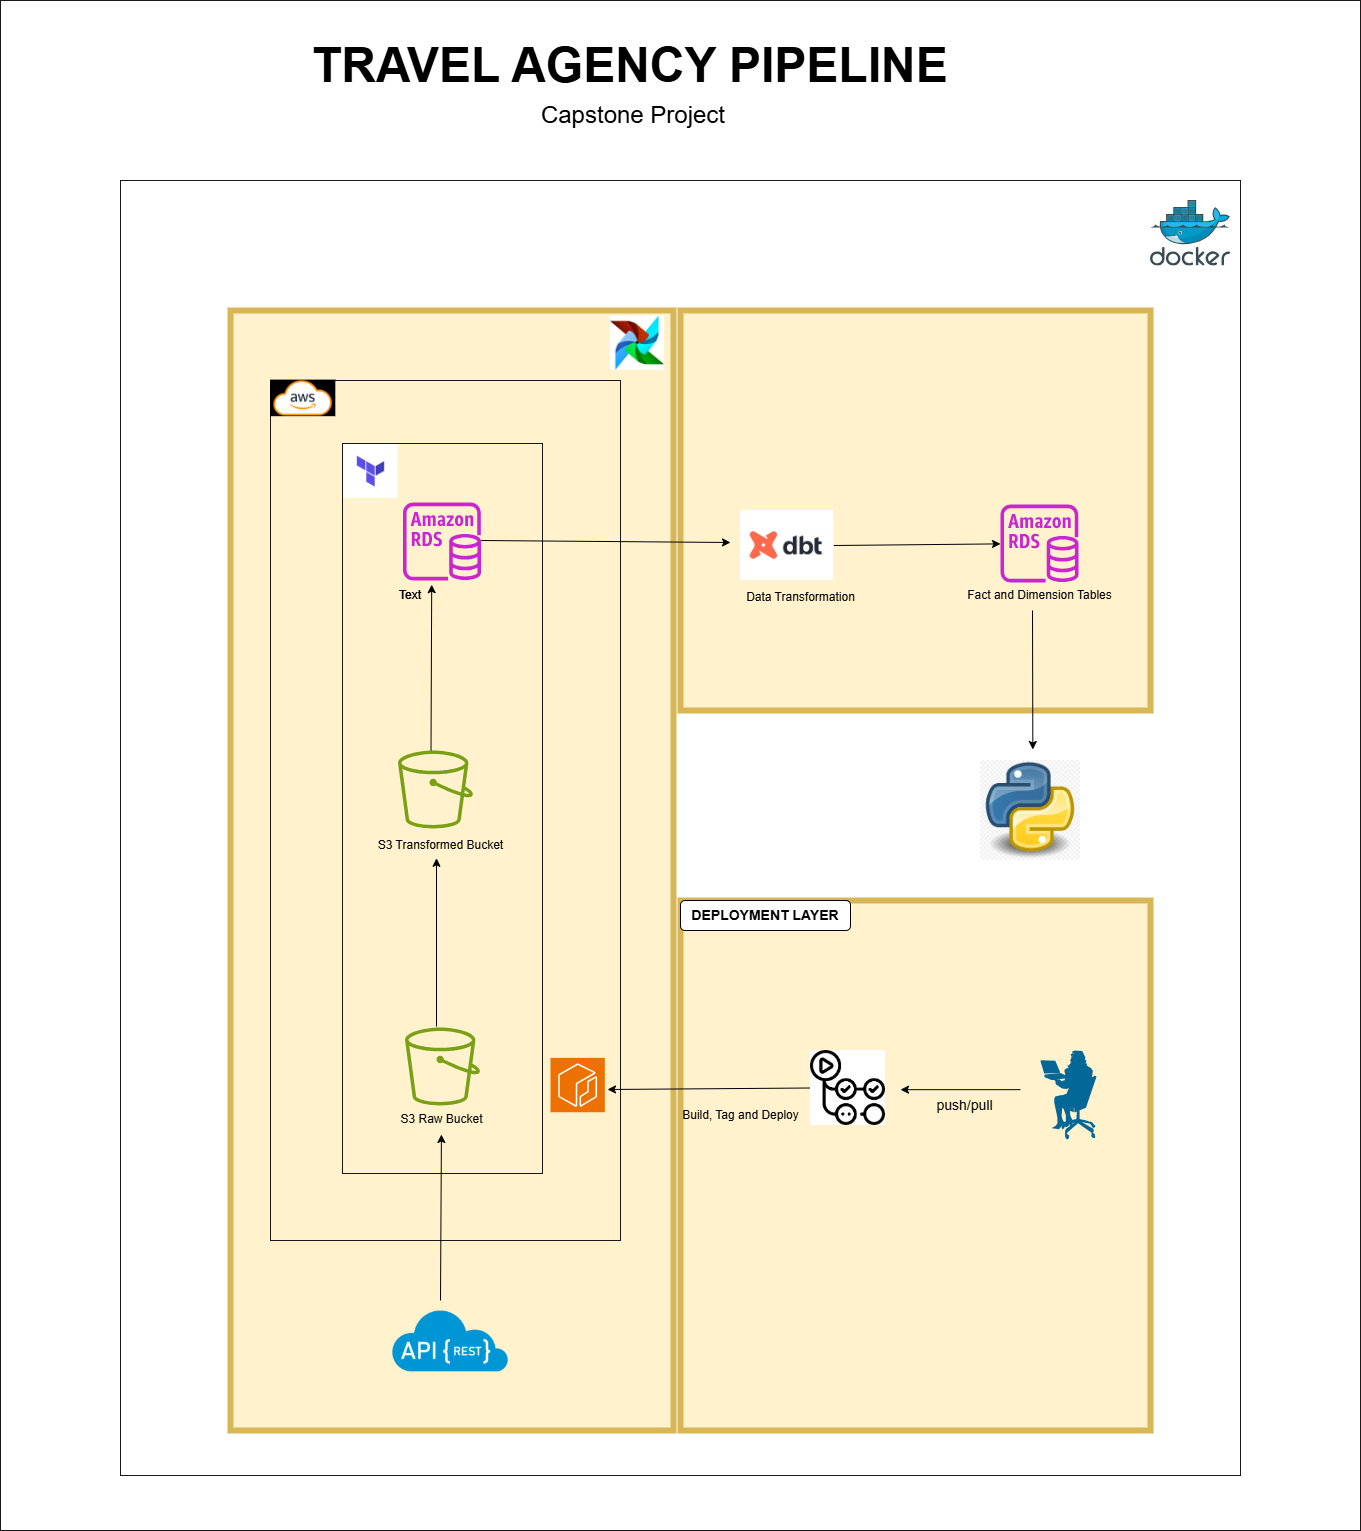 TRAVEL AGENCY PIPELINE
Capstone Project
docker
aws
Amazon
RDS
Text
dbt
Data Transformation
Amazon
RDS
Fact and Dimension Tables
S3 Transformed Bucket
DEPLOYMENT LAYER
S3 Raw Bucket
Build, Tag and Deploy
push/pull
API {REST}